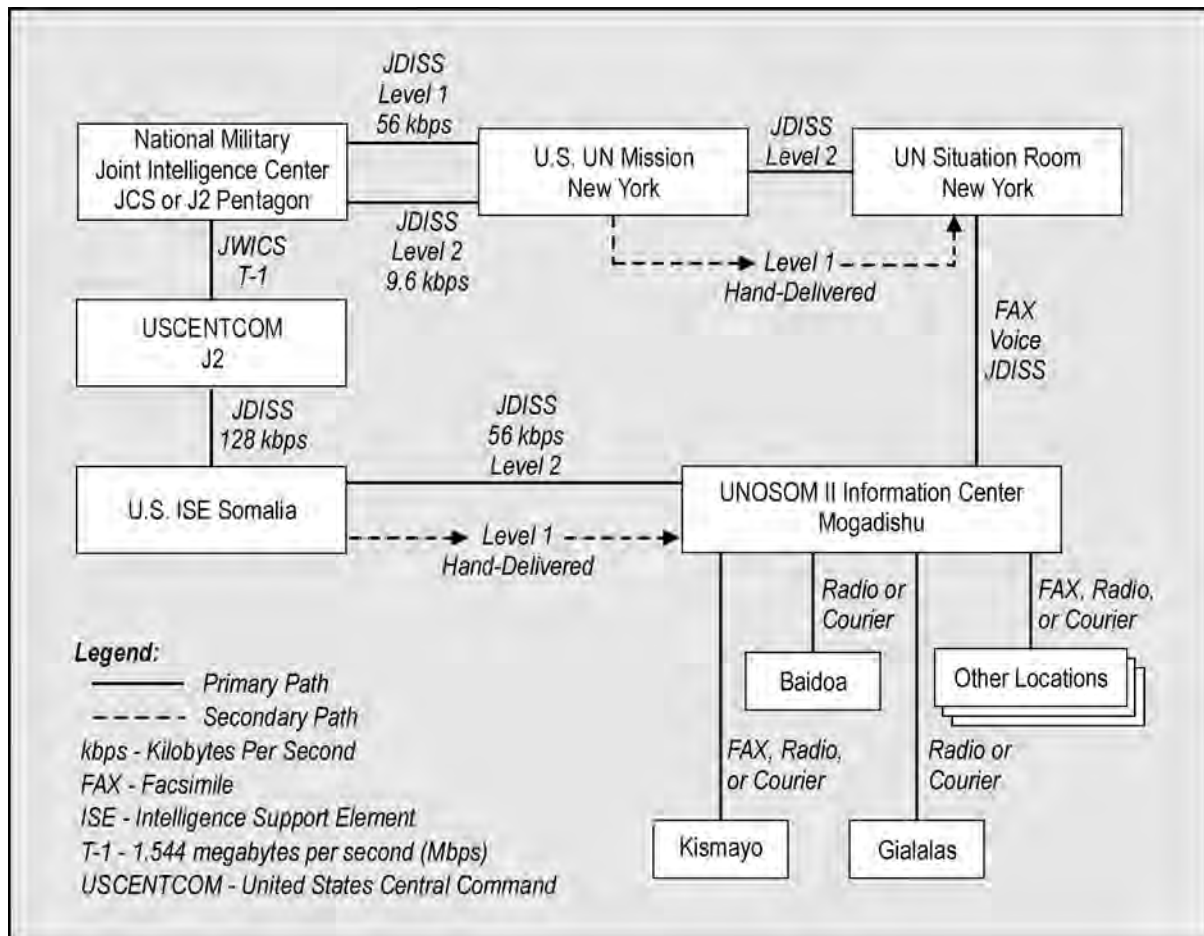 JDISS
Level 1
56 kbps
National Military
Joint Intelligence Center
JCS or J2 Pentagon
U.S. UN Mission
New York
JDISS
Level 2
UN Situation Room
New York
JDISS
Level 2
9.6 kbps
JWICS
T-1
Level 1
Hand-Delivered
USCENTCOM
J2
FAX
Voice
JDISS
JDISS
128 kbps
JDISS
56 kbps
Level 2
U.S. ISE Somalia
UNOSOM II Information Center
Mogadishu
Level 1
Hand-Delivered
Radio or
Courier
FAX, Radio,
or Courier
Baidoa
Other Locations
FAX, Radio,
or Courier
Radio or
Courier
Kismayo
Gialalas
Legend:
Primary Path
Secondary Path
kbps - Kilobytes Per Second
FAX - Facsimile
ISE - Intelligence Support Element
T-1 - 1.544 megabytes per second (Mbps)
USCENTCOM - United States Central Command